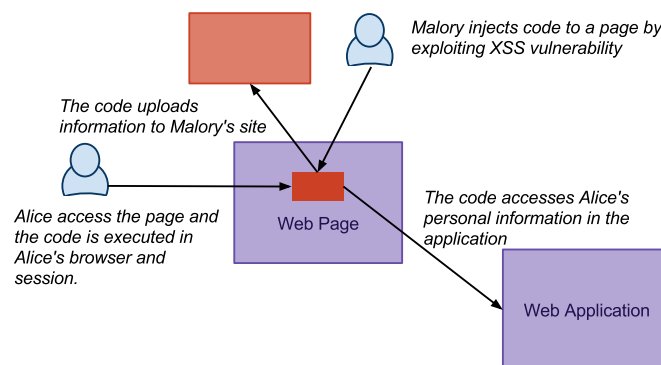 Malory injects code to a page by
exploiting XSS vulnerability
The code uploads
information to Malory's site
Alice access the page and
the code is executed in
Alice's browser and
session.
Web Page
The code accesses Alice's
personal information in the
application
Web Application